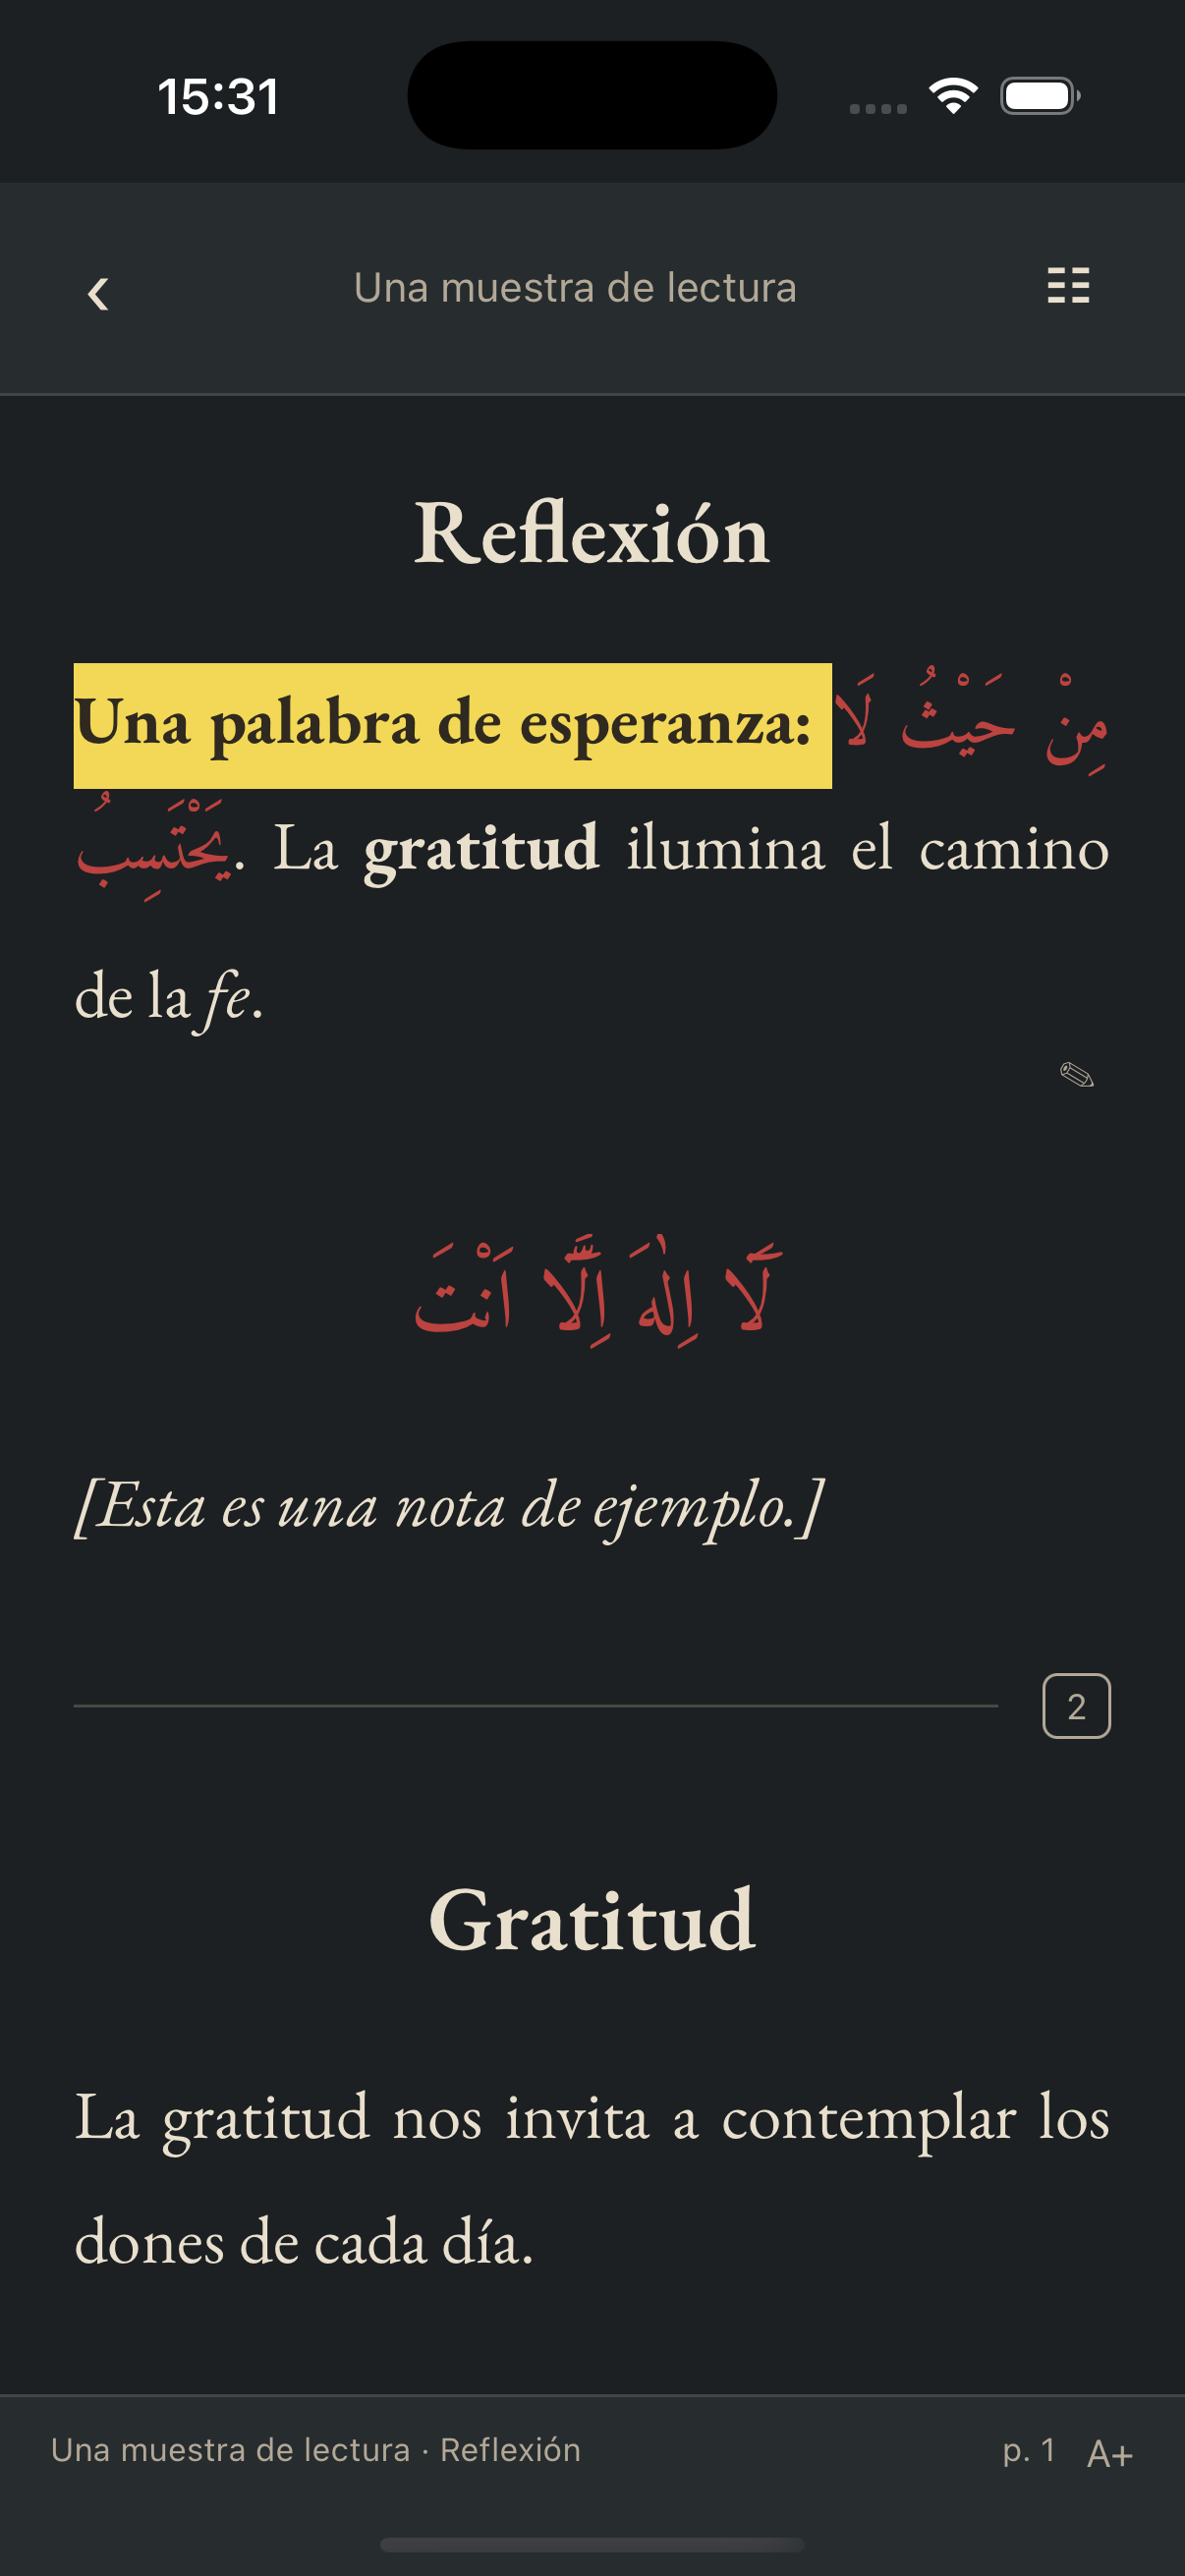 15:31
‹ Una muestra de lectura
Reflexión
Una palabra de esperanza: مِنْ حَيْثُ لَا
يَحْتَسِبُ. La gratitud ilumina el camino
de la fe.
لَٓا اِلٰهَ اِلَّٓا اَنْتَ
[Esta es una nota de ejemplo.]
2
Gratitud
La gratitud nos invita a contemplar los
dones de cada día.
Una muestra de lectura · Reflexión p. 1 A+